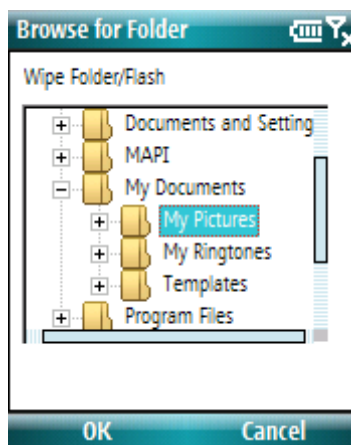 Browse for Folder
Wipe Folder/Flash
Documents and Setting
MAPI
My Documents
My Pictures
My Ringtones
Templates
Program Files
OK Cancel